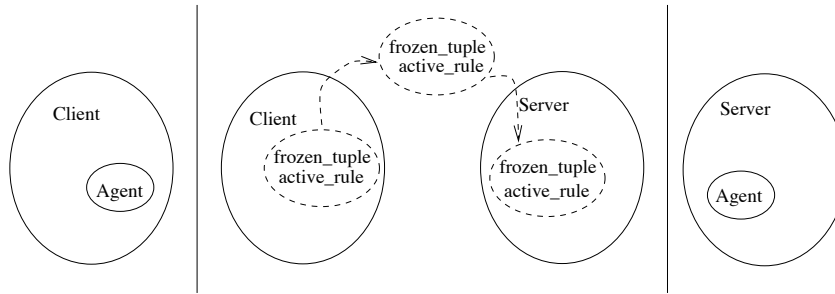 Client
Agent
frozen_tuple
active_rule
Client
frozen_tuple
active_rule
Server
frozen_tuple
active_rule
Server
Agent